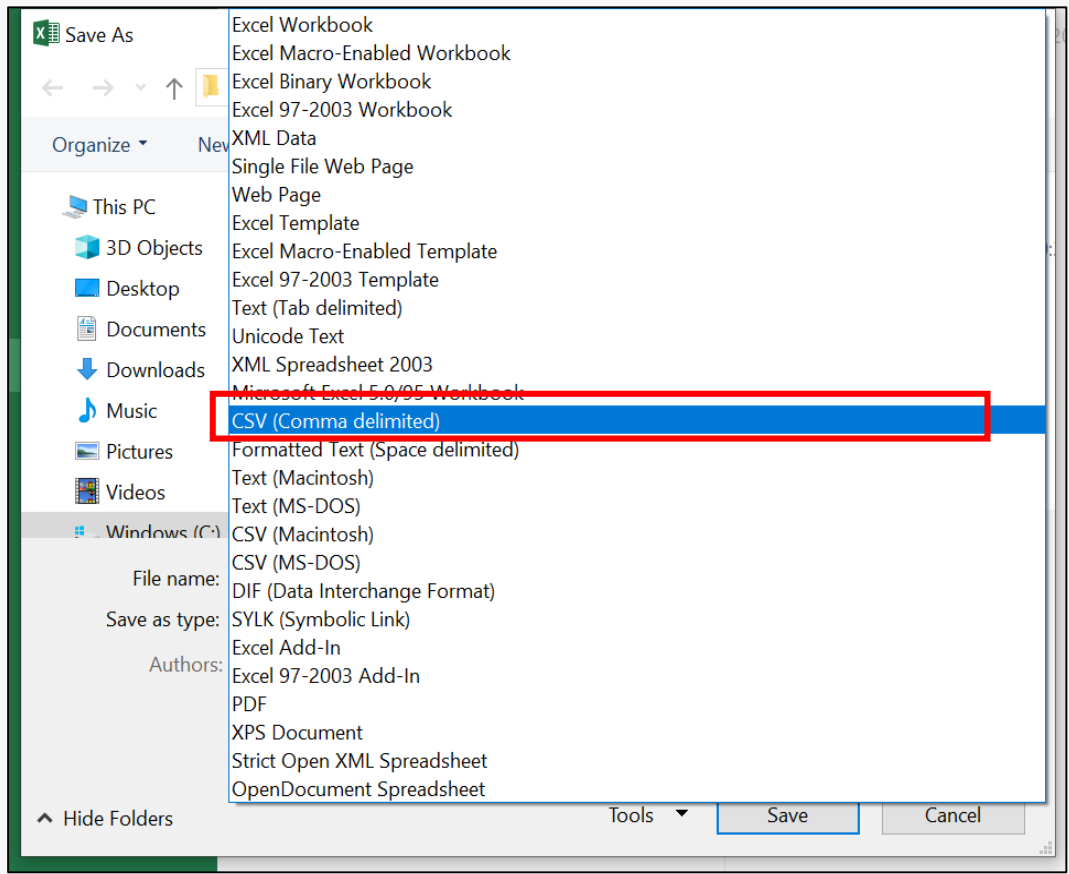 Save As
Organize
New
This PC
3D Objects
Desktop
Documents
Downloads
Music
Pictures
Videos
Windows (C:)
Excel Workbook
Excel Macro-Enabled Workbook
Excel Binary Workbook
Excel 97-2003 Workbook
XML Data
Single File Web Page
Web Page
Excel Template
Excel Macro-Enabled Template
Excel 97-2003 Template
Text (Tab delimited)
Unicode Text
XML Spreadsheet 2003
Microsoft Excel 5.0/95 Workbook
CSV (Comma delimited)
Formatted Text (Space delimited)
Text (Macintosh)
Text (MS-DOS)
CSV (Macintosh)
CSV (MS-DOS)
DIF (Data Interchange Format)
SYLK (Symbolic Link)
Excel Add-In
Excel 97-2003 Add-In
PDF
XPS Document
Strict Open XML Spreadsheet
OpenDocument Spreadsheet
File name:
Save as type:
Authors:
Hide Folders
Tools
Save
Cancel